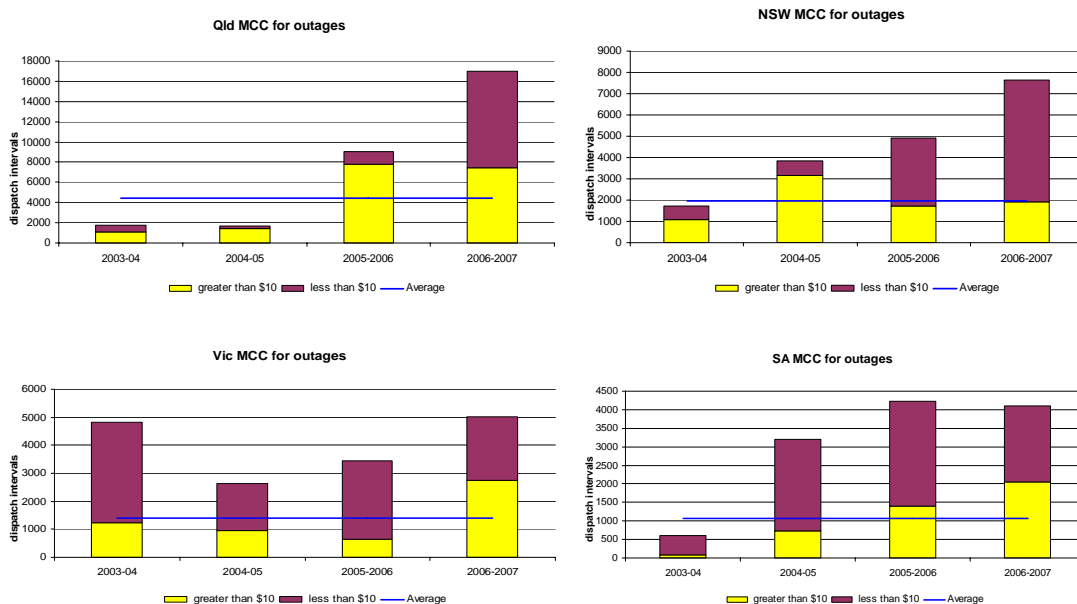 Qld MCC for outages
18000
16000
14000
12000
10000
8000
6000
4000
2000
0
dispatch intervals
2003-04 2004-05 2005-2006 2006-2007
greater than $10 less than $10 Average
NSW MCC for outages
9000
8000
7000
6000
5000
4000
3000
2000
1000
0
dispatch intervals
2003-04 2004-05 2005-2006 2006-2007
greater than $10 less than $10 Average
Vic MCC for outages
6000
5000
4000
3000
2000
1000
0
dispatch intervals
2003-04 2004-05 2005-2006 2006-2007
greater than $10 less than $10 Average
SA MCC for outages
4500
4000
3500
3000
2500
2000
1500
1000
500
0
dispatch intervals
2003-04 2004-05 2005-2006 2006-2007
greater than $10 less than $10 Average